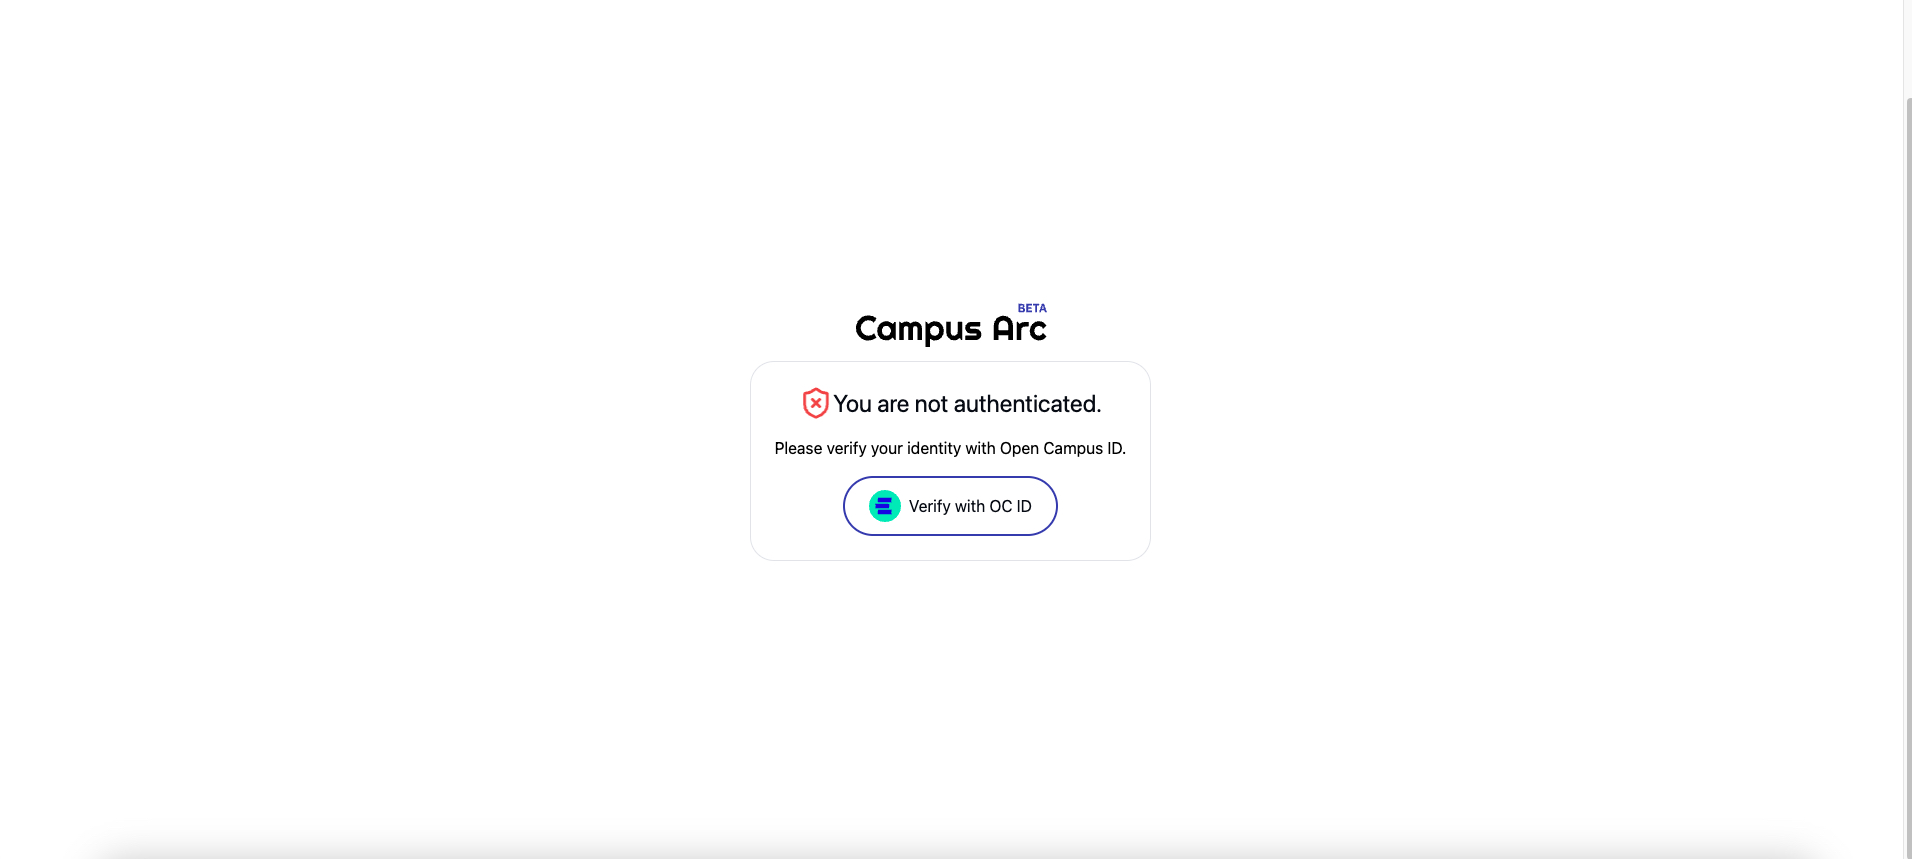 BETA
Campus Arc
You are not authenticated.
Please verify your identity with Open Campus ID.
Verify with OC ID